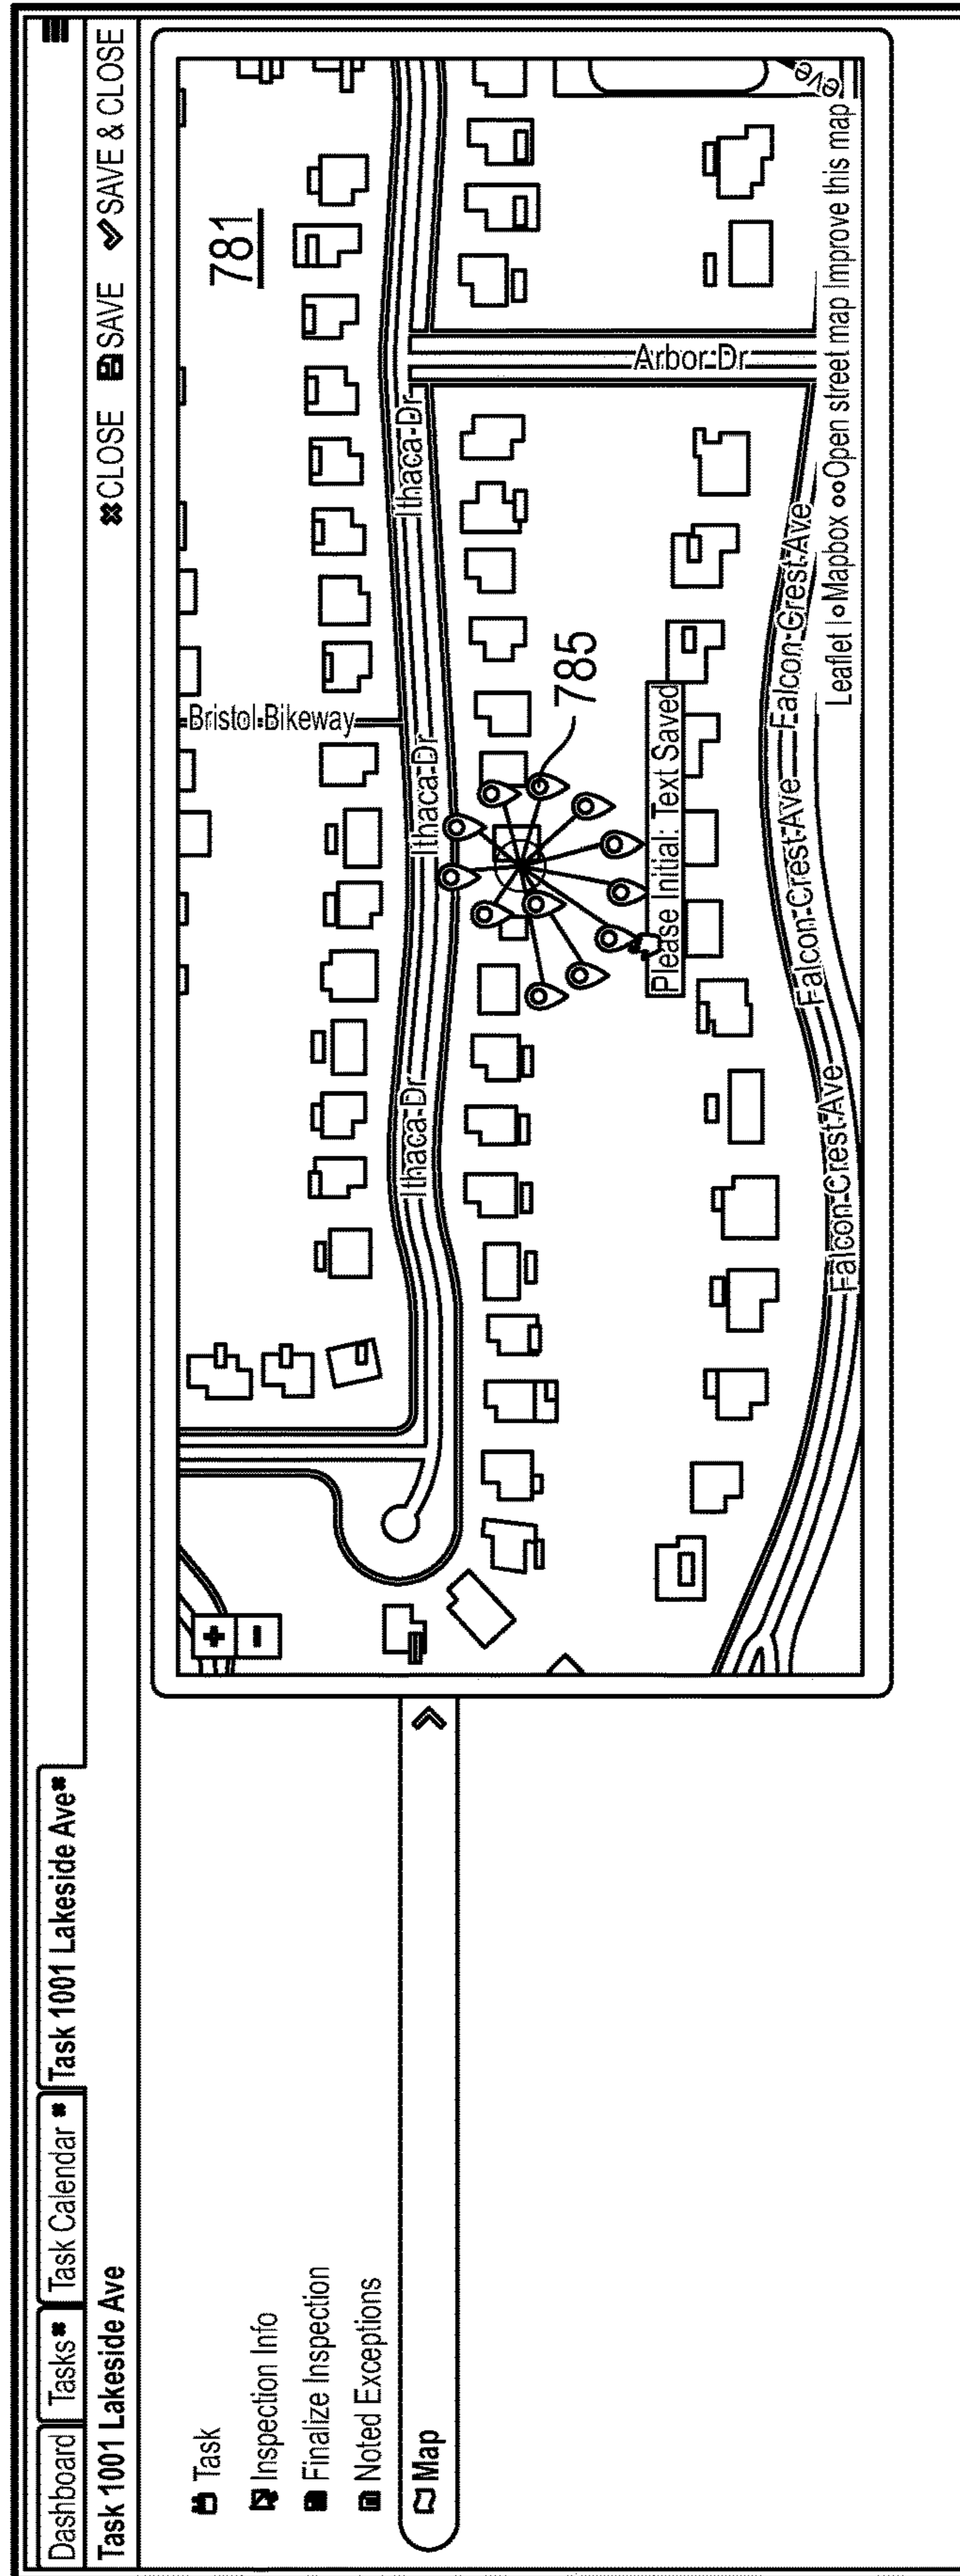 Dashboard Tasks Task Calendar Task 1001 Lakeside Ave
Task 1001 Lakeside Ave
CLOSE SAVE SAVE & CLOSE
Task
Inspection Info
Finalize Inspection
Noted Exceptions
Map
+
−
781
Bristol Bikeway
Ithaca Dr
Ithaca Dr
Ithaca Dr
Arbor Dr
785
Please Initial: Text Saved
Falcon Crest Ave
Falcon Crest Ave
Falcon Crest Ave
eve
Leaflet | Mapbox Open street map Improve this map